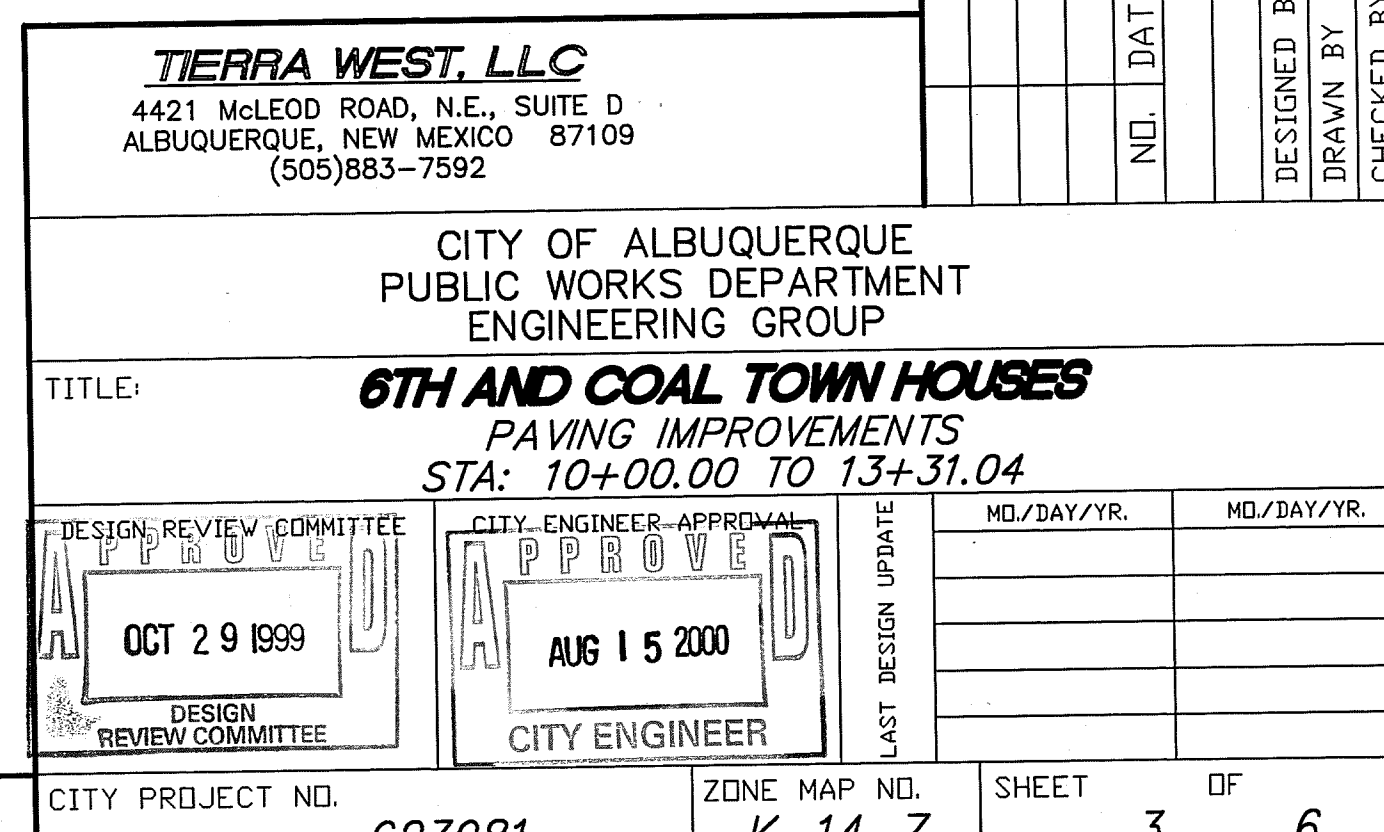 TIERRA WEST, LLC
4421 McLEOD ROAD, N.E., SUITE D
ALBUQUERQUE, NEW MEXICO 87109
(505)883-7592
NO. DAT
DESIGNED B
DRAWN BY
CHECKED BY
CITY OF ALBUQUERQUE
PUBLIC WORKS DEPARTMENT
ENGINEERING GROUP
TITLE:
6TH AND COAL TOWN HOUSES
PAVING IMPROVEMENTS
STA: 10+00.00 TO 13+31.04
DESIGN REVIEW COMMITTEE
APPROVED
OCT 29 1999
DESIGN
REVIEW COMMITTEE
CITY ENGINEER APPROVAL
APPROVED
AUG 15 2000
CITY ENGINEER
LAST DESIGN UPDATE
MO./DAY/YR.
MO./DAY/YR.
CITY PROJECT NO.
ZONE MAP NO.
K-14-Z
SHEET OF
3 6